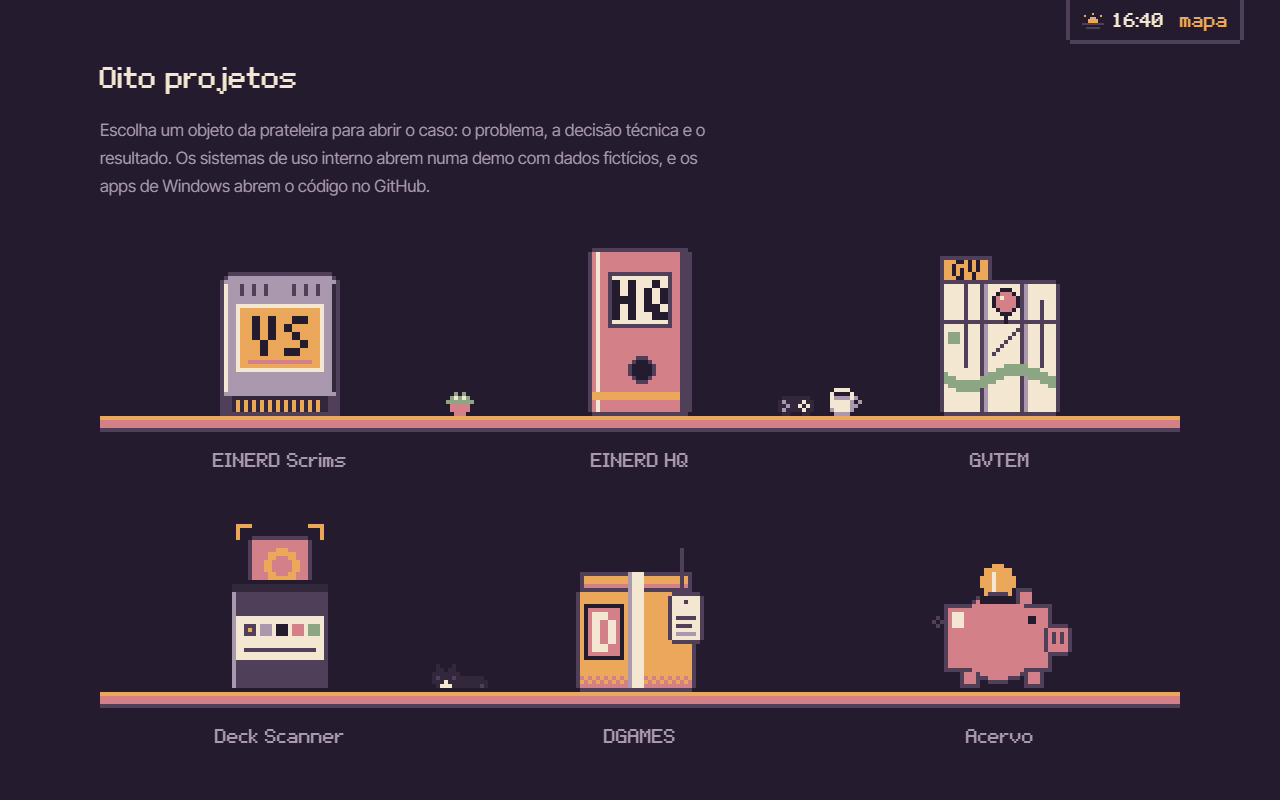 16:40 mapa
Oito projetos
Escolha um objeto da prateleira para abrir o caso: o problema, a decisão técnica e o
resultado. Os sistemas de uso interno abrem numa demo com dados fictícios, e os
apps de Windows abrem o código no GitHub.
GV
HQ
VS
EINERD Scrims
EINERD HQ
GVTEM
D
Deck Scanner
DGAMES
Acervo